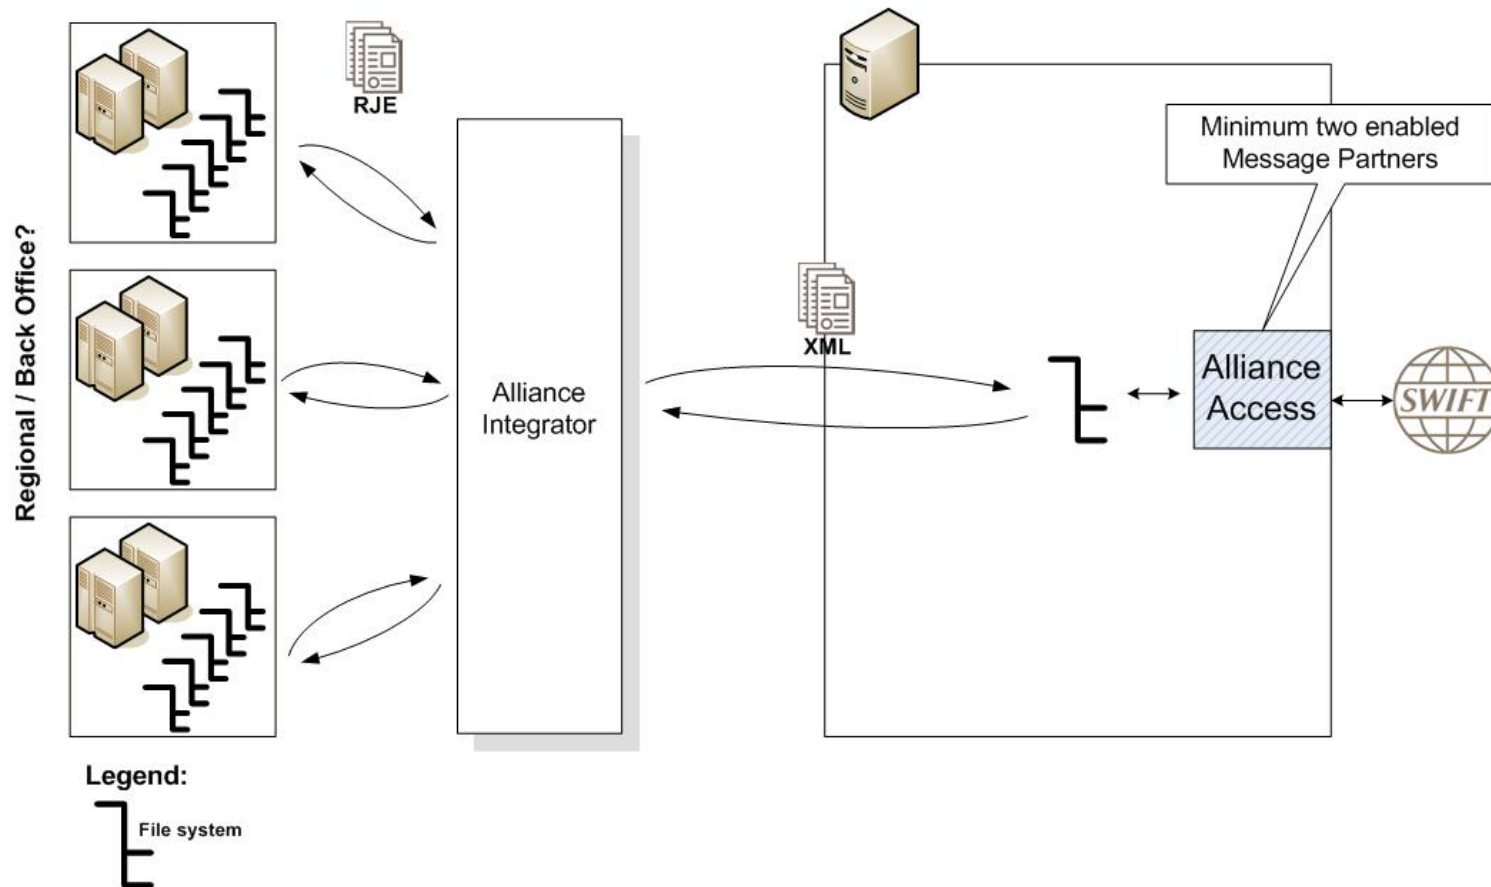 RJE
Minimum two enabled
Message Partners
Regional / Back Office?
XML
Alliance
Integrator
Alliance
Access
SWIFT
Legend:
File system